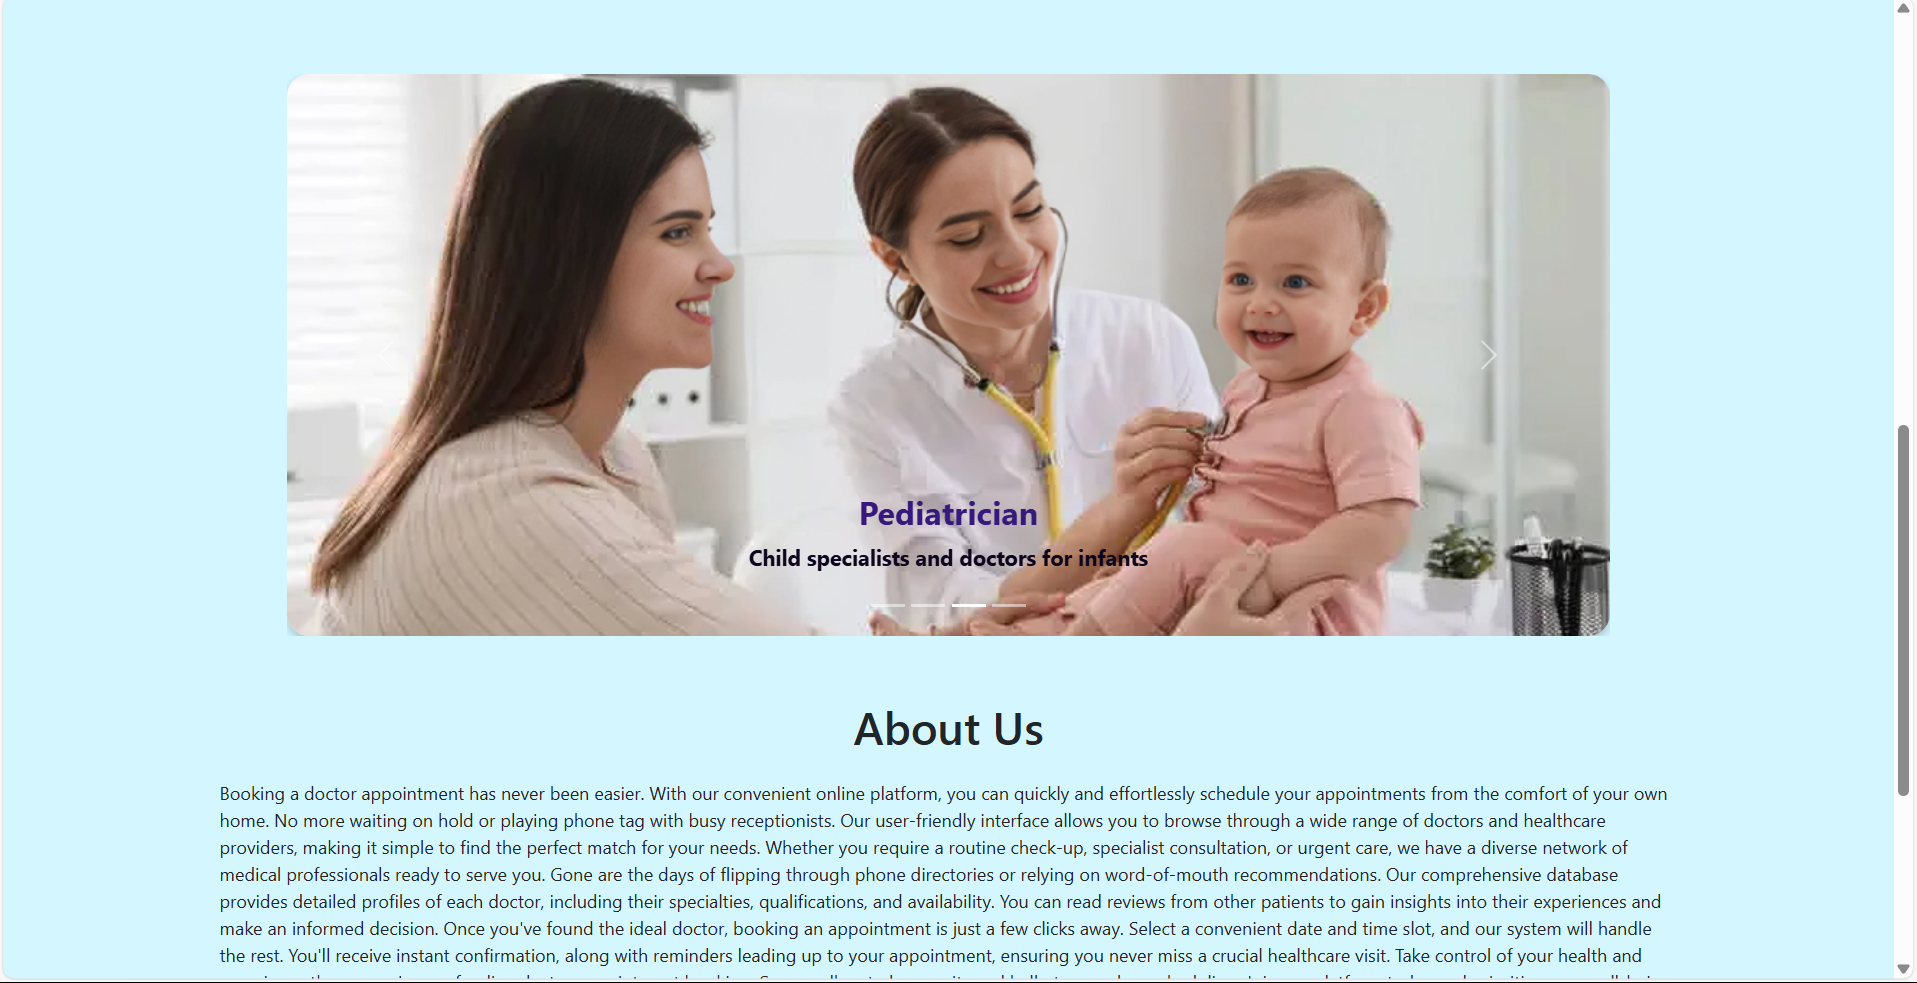 Pediatrician
Child specialists and doctors for infants
About Us
Booking a doctor appointment has never been easier. With our convenient online platform, you can quickly and effortlessly schedule your appointments from the comfort of your own
home. No more waiting on hold or playing phone tag with busy receptionists. Our user-friendly interface allows you to browse through a wide range of doctors and healthcare
providers, making it simple to find the perfect match for your needs. Whether you require a routine check-up, specialist consultation, or urgent care, we have a diverse network of
medical professionals ready to serve you. Gone are the days of flipping through phone directories or relying on word-of-mouth recommendations. Our comprehensive database
provides detailed profiles of each doctor, including their specialties, qualifications, and availability. You can read reviews from other patients to gain insights into their experiences and
make an informed decision. Once you've found the ideal doctor, booking an appointment is just a few clicks away. Select a convenient date and time slot, and our system will handle
the rest. You'll receive instant confirmation, along with reminders leading up to your appointment, ensuring you never miss a crucial healthcare visit. Take control of your health and